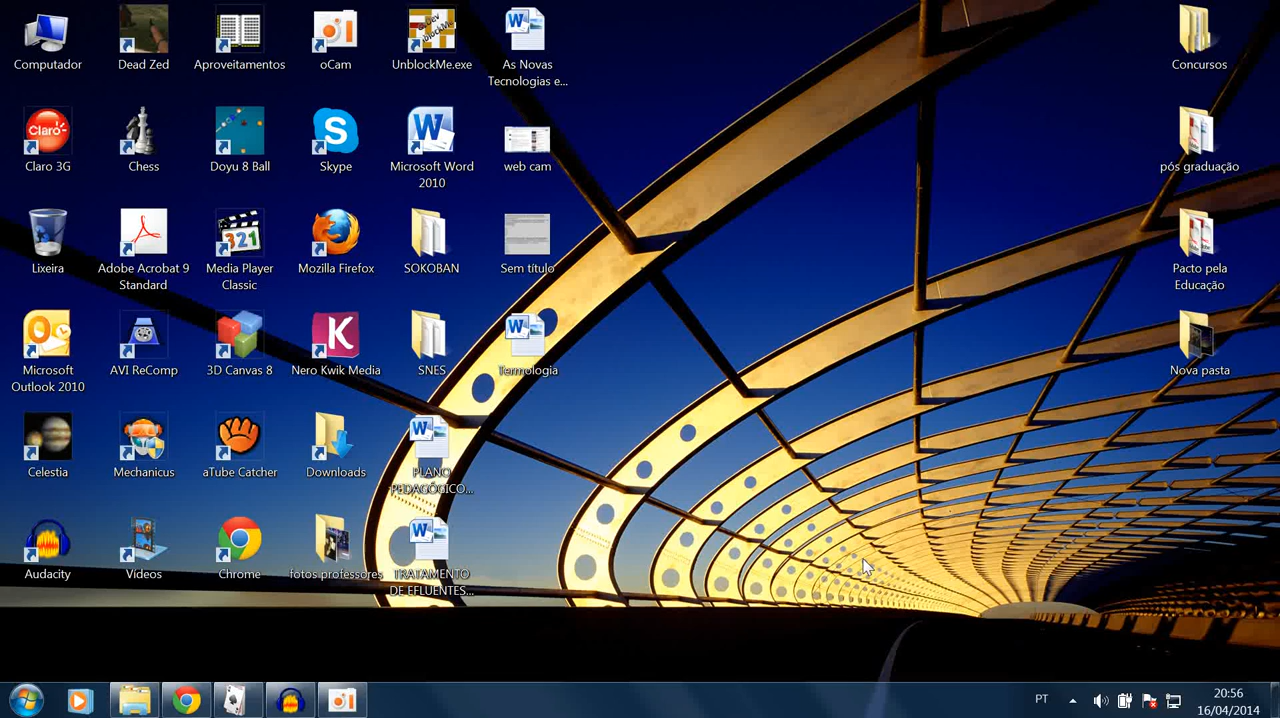 Computador
Dead Zed
Aproveitamentos
oCam
UnblockMe.exe
As Novas
Tecnologias e...
Concursos
Claro 3G
Chess
Doyu 8 Ball
Skype
Microsoft Word
2010
web cam
pós graduação
Lixeira
Adobe Acrobat 9
Standard
Media Player
Classic
Mozilla Firefox
SOKOBAN
Sem título
Pacto pela
Educação
Microsoft
Outlook 2010
AVI ReComp
3D Canvas 8
Nero Kwik Media
SNES
Termologia
Nova pasta
Celestia
Mechanicus
aTube Catcher
Downloads
PLANO
PEDAGÓGICO...
Audacity
Vídeos
Chrome
fotos professores
TRATAMENTO
DE EFLUENTES...
PT
20:56
16/04/2014